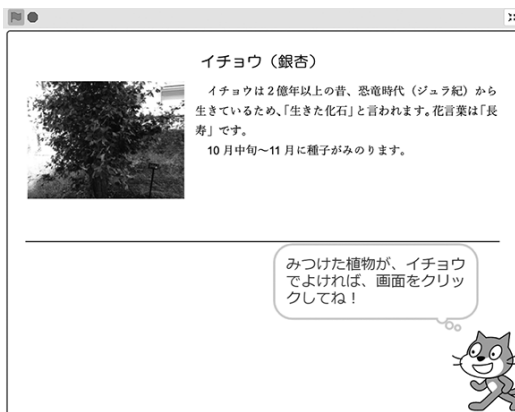 イチョウ（銀杏）
イチョウは２億年以上の昔、恐竜時代（ジュラ紀）から
生きているため、「生きた化石」と言われます。花言葉は「長
寿」です。
10 月中旬〜11 月に種子がみのります。
みつけた植物が、イチョウ
でよければ、画面をクリッ
クしてね！